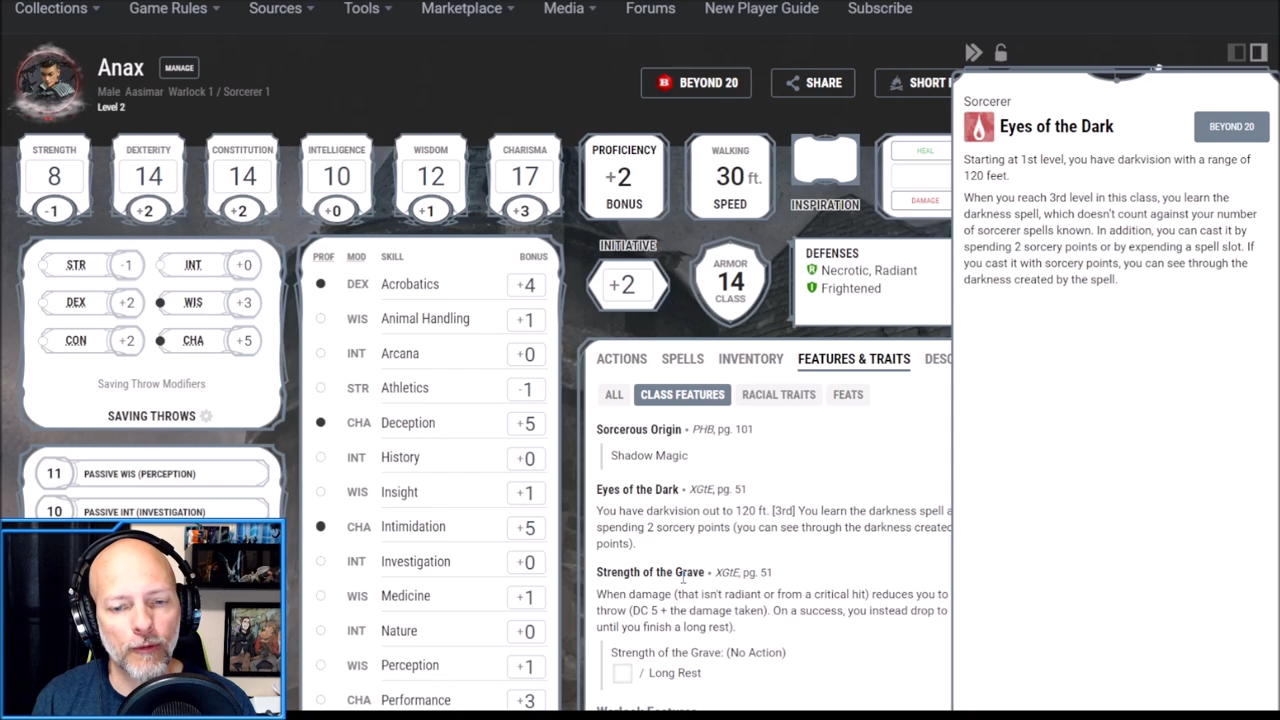 Collections
Game Rules
Sources
Tools
Marketplace
Media
Forums
New Player Guide
Subscribe
Anax
MANAGE
Male Aasimar Warlock 1 / Sorcerer 1
Level 2
BEYOND 20
SHARE
SHORT
STRENGTH
8
-1
DEXTERITY
14
+2
CONSTITUTION
14
+2
INTELLIGENCE
10
+0
WISDOM
12
+1
CHARISMA
17
+3
PROFICIENCY
+2
BONUS
WALKING
30 ft.
SPEED
INSPIRATION
HEAL
DAMAGE
STR -1
INT +0
DEX +2
WIS +3
CON +2
CHA +5
Saving Throw Modifiers
SAVING THROWS
11 PASSIVE WIS (PERCEPTION)
10 PASSIVE INT (INVESTIGATION)
PROF MOD SKILL BONUS
DEX Acrobatics +4
WIS Animal Handling +1
INT Arcana +0
STR Athletics -1
CHA Deception +5
INT History +0
WIS Insight +1
CHA Intimidation +5
INT Investigation +0
WIS Medicine +1
INT Nature +0
WIS Perception +1
CHA Performance +3
INITIATIVE
+2
ARMOR
14
CLASS
DEFENSES
Necrotic, Radiant
Frightened
ACTIONS
SPELLS
INVENTORY
FEATURES & TRAITS
DESC
ALL
CLASS FEATURES
RACIAL TRAITS
FEATS
Sorcerous Origin • PHB, pg. 101
Shadow Magic
Eyes of the Dark • XGtE, pg. 51
You have darkvision out to 120 ft. [3rd] You learn the darkness spell a
spending 2 sorcery points (you can see through the darkness created
points).
Strength of the Grave • XGtE, pg. 51
When damage (that isn't radiant or from a critical hit) reduces you to
throw (DC 5 + the damage taken). On a success, you instead drop to
until you finish a long rest).
Strength of the Grave: (No Action)
/ Long Rest
Sorcerer
Eyes of the Dark
BEYOND 20
Starting at 1st level, you have darkvision with a range of
120 feet.
When you reach 3rd level in this class, you learn the
darkness spell, which doesn't count against your number
of sorcerer spells known. In addition, you can cast it by
spending 2 sorcery points or by expending a spell slot. If
you cast it with sorcery points, you can see through the
darkness created by the spell.